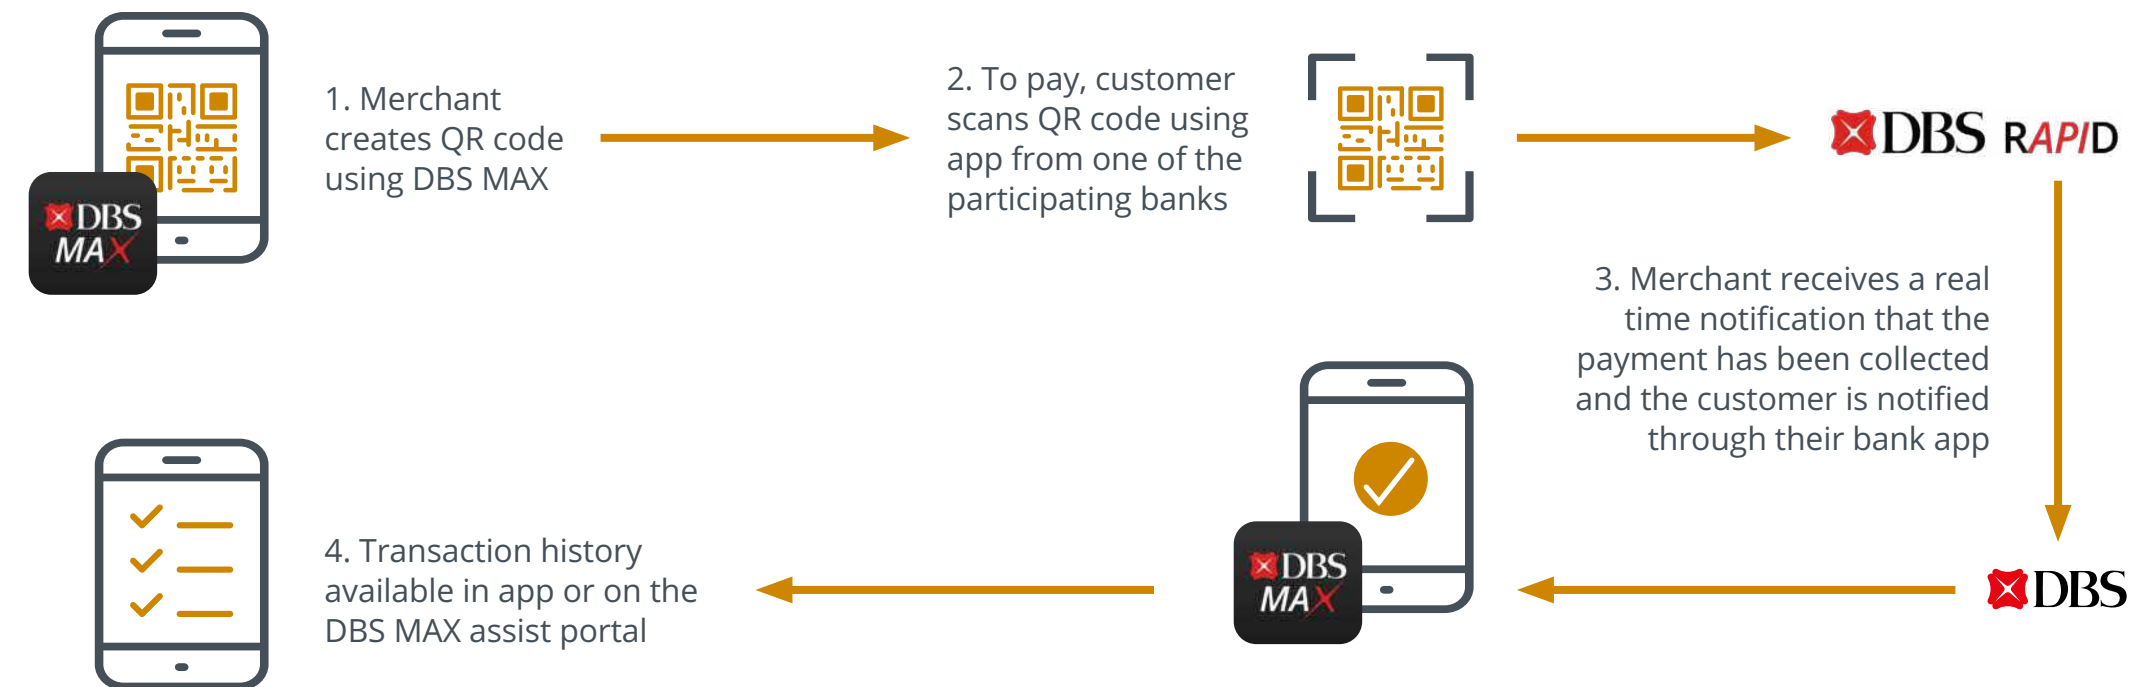 1. Merchant
creates QR code
using DBS MAX
DBS
MAX
2. To pay, customer
scans QR code using
app from one of the
participating banks
DBS RAPID
3. Merchant receives a real
time notification that the
payment has been collected
and the customer is notified
through their bank app
DBS
DBS
MAX
4. Transaction history
available in app or on the
DBS MAX assist portal